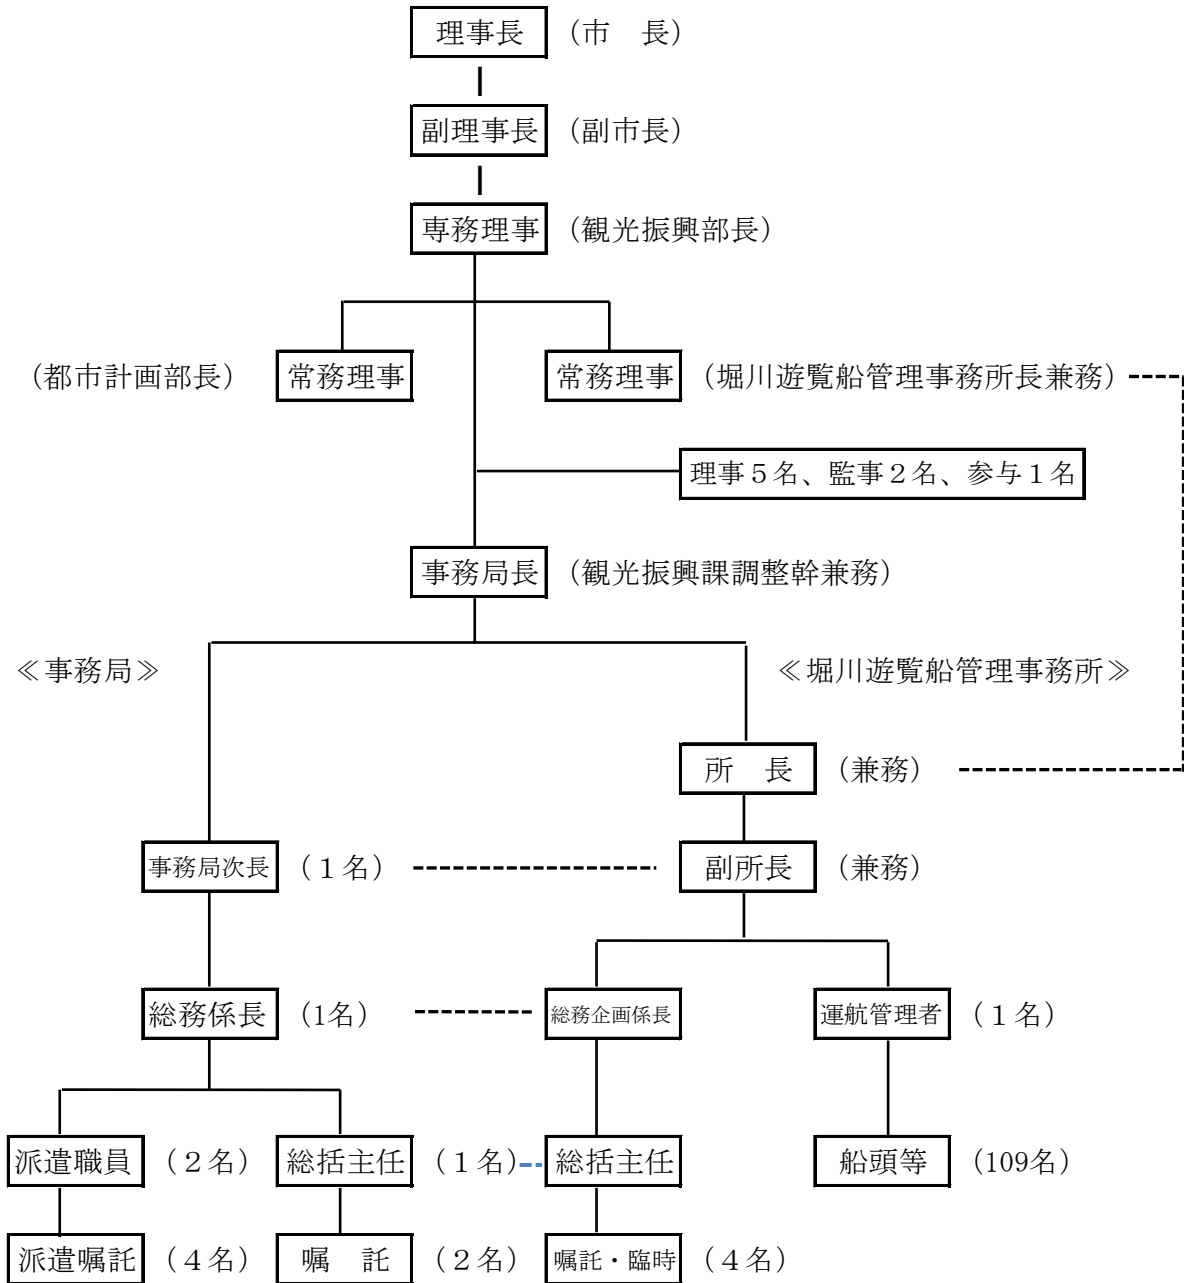 理事長 (市　長)
副理事長 (副市長)
専務理事 (観光振興部長)
(都市計画部長) 常務理事 常務理事 (堀川遊覧船管理事務所長兼務)
理事５名、監事２名、参与１名
事務局長 (観光振興課調整幹兼務)
≪事務局≫ ≪堀川遊覧船管理事務所≫
所　長 (兼務)
事務局次長 (１名) 副所長 (兼務)
総務係長 (1名) 総務企画係長 運航管理者 (１名)
派遣職員 (２名) 総括主任 (１名) 総括主任 船頭等 (109名)
派遣嘱託 (４名) 嘱　託 (２名) 嘱託・臨時 (４名)